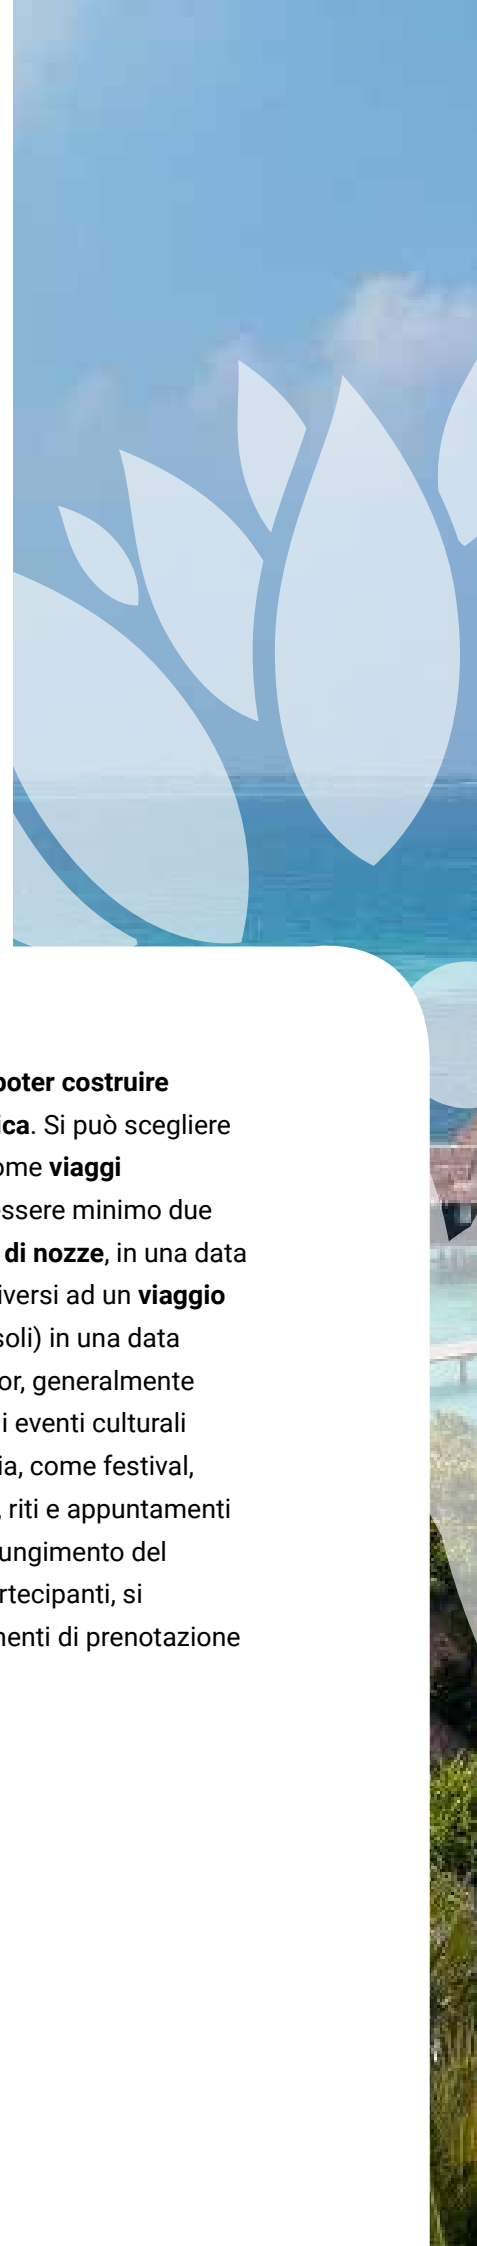 poter costruire
ica. Si può scegliere
ome viaggi
essere minimo due
di nozze, in una data
iversi ad un viaggio
soli) in una data
or, generalmente
i eventi culturali
ia, come festival,
, riti e appuntamenti
iungimento del
rtecipanti, si
nenti di prenotazione